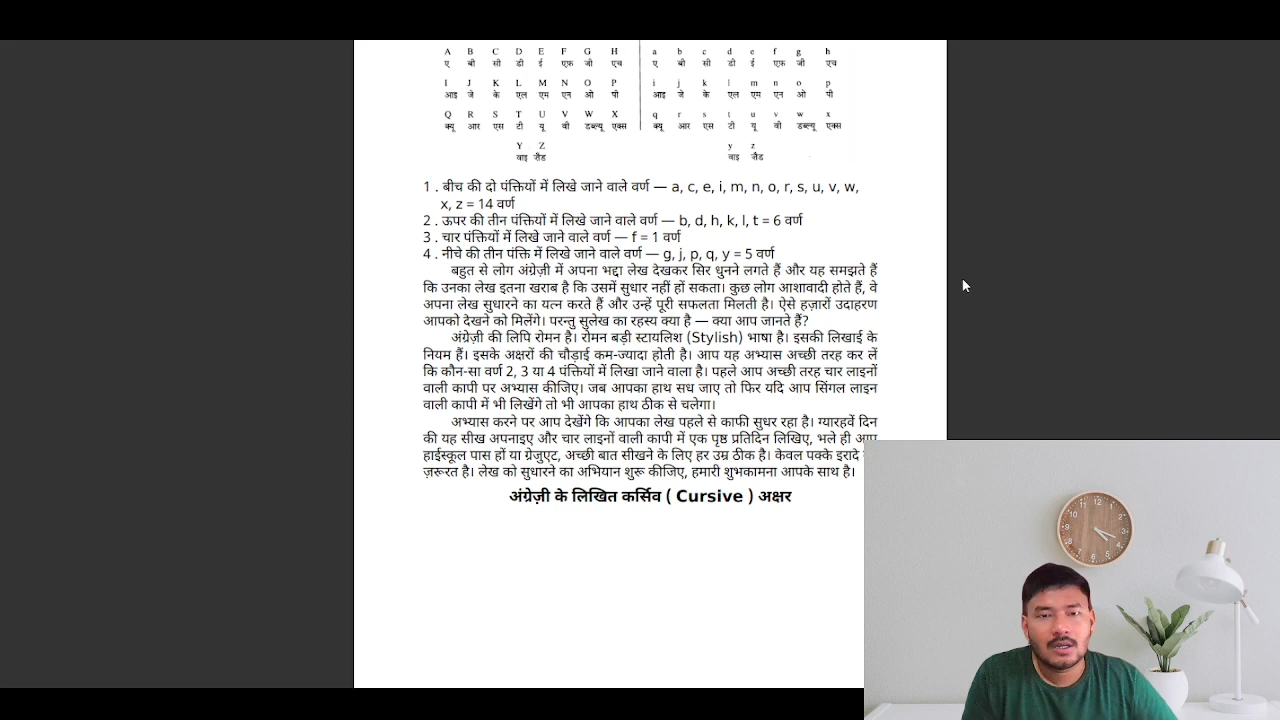 A B C D E F G H a b c d e f g h
ए बी सी डी ई एफ़ जी एच ए बी सी डी ई एफ़ जी एच
I J K L M N O P i j k l m n o p
आइ जे के एल एम एन ओ पी आइ जे के एल एम एन ओ पी
Q R S T U V W X q r s t u v w x
क्यू आर एस टी यू वी डब्ल्यू एक्स क्यू आर एस टी यू वी डब्ल्यू एक्स
Y Z y z
वाइ ज़ैड वाइ ज़ैड
1 . बीच की दो पंक्तियों में लिखे जाने वाले वर्ण — a, c, e, i, m, n, o, r, s, u, v, w,
x, z = 14 वर्ण
2 . ऊपर की तीन पंक्तियों में लिखे जाने वाले वर्ण — b, d, h, k, l, t = 6 वर्ण
3 . चार पंक्तियों में लिखे जाने वाले वर्ण — f = 1 वर्ण
4 . नीचे की तीन पंक्ति में लिखे जाने वाले वर्ण — g, j, p, q, y = 5 वर्ण
बहुत से लोग अंग्रेज़ी में अपना भद्दा लेख देखकर सिर धुनने लगते हैं और यह समझते हैं
कि उनका लेख इतना खराब है कि उसमें सुधार नहीं हों सकता। कुछ लोग आशावादी होते हैं, वे
अपना लेख सुधारने का यत्न करते हैं और उन्हें पूरी सफलता मिलती है। ऐसे हज़ारों उदाहरण
आपको देखने को मिलेंगे। परन्तु सुलेख का रहस्य क्या है — क्या आप जानते हैं?
अंग्रेज़ी की लिपि रोमन है। रोमन बड़ी स्टायलिश (Stylish) भाषा है। इसकी लिखाई के
नियम हैं। इसके अक्षरों की चौड़ाई कम-ज्यादा होती है। आप यह अभ्यास अच्छी तरह कर लें
कि कौन-सा वर्ण 2, 3 या 4 पंक्तियों में लिखा जाने वाला है। पहले आप अच्छी तरह चार लाइनों
वाली कापी पर अभ्यास कीजिए। जब आपका हाथ सध जाए तो फिर यदि आप सिंगल लाइन
वाली कापी में भी लिखेंगे तो भी आपका हाथ ठीक से चलेगा।
अभ्यास करने पर आप देखेंगे कि आपका लेख पहले से काफी सुधर रहा है। ग्यारहवें दिन
की यह सीख अपनाइए और चार लाइनों वाली कापी में एक पृष्ठ प्रतिदिन लिखिए, भले ही आप
हाईस्कूल पास हों या ग्रेजुएट, अच्छी बात सीखने के लिए हर उम्र ठीक है। केवल पक्के इरादे
ज़रूरत है। लेख को सुधारने का अभियान शुरू कीजिए, हमारी शुभकामना आपके साथ है।
अंग्रेज़ी के लिखित कर्सिव ( Cursive ) अक्षर